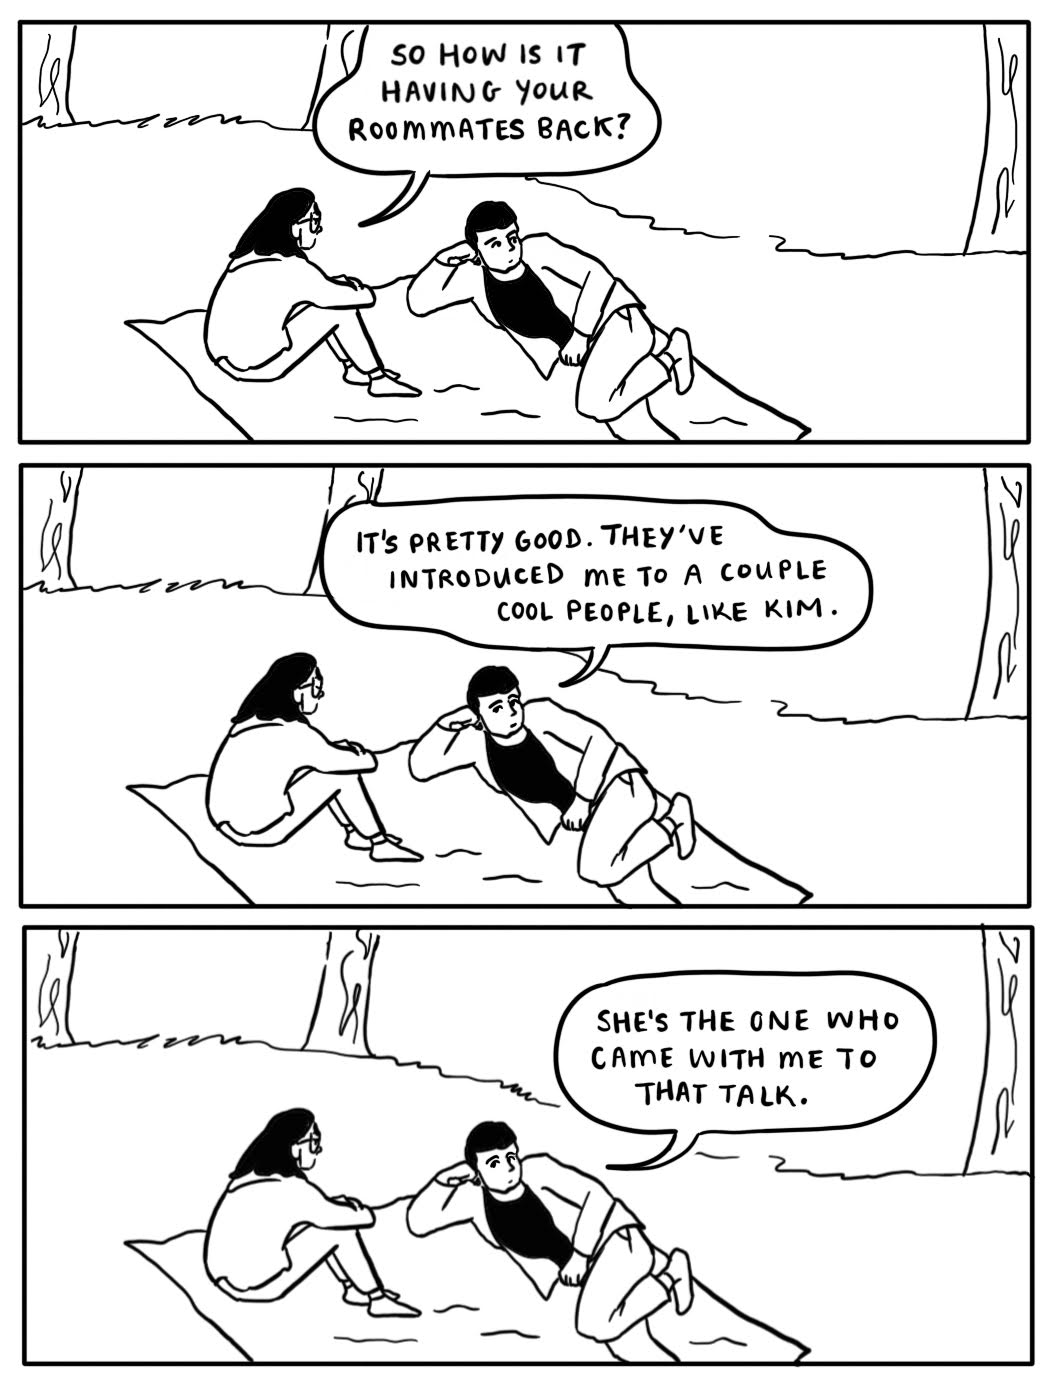 SO HOW IS IT
HAVING YOUR
ROOMMATES BACK?
IT'S PRETTY GOOD. THEY'VE
INTRODUCED ME TO A COUPLE
COOL PEOPLE, LIKE KIM.
SHE'S THE ONE WHO
CAME WITH ME TO
THAT TALK.